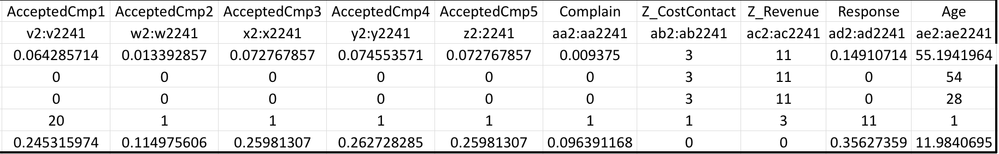 AcceptedCmp1 AcceptedCmp2 AcceptedCmp3 AcceptedCmp4 AcceptedCmp5 Complain Z_CostContact Z_Revenue Response Age
v2:v2241 w2:w2241 x2:x2241 y2:y2241 z2:2241 aa2:aa2241 ab2:ab2241 ac2:ac2241 ad2:ad2241 ae2:ae2241
0.064285714 0.013392857 0.072767857 0.074553571 0.072767857 0.009375 3 11 0.14910714 55.1941964
0 0 0 0 0 0 3 11 0 54
0 0 0 0 0 0 3 11 0 28
20 1 1 1 1 1 1 3 11 1
0.245315974 0.114975606 0.25981307 0.262728285 0.25981307 0.096391168 0 0 0.35627359 11.9840695